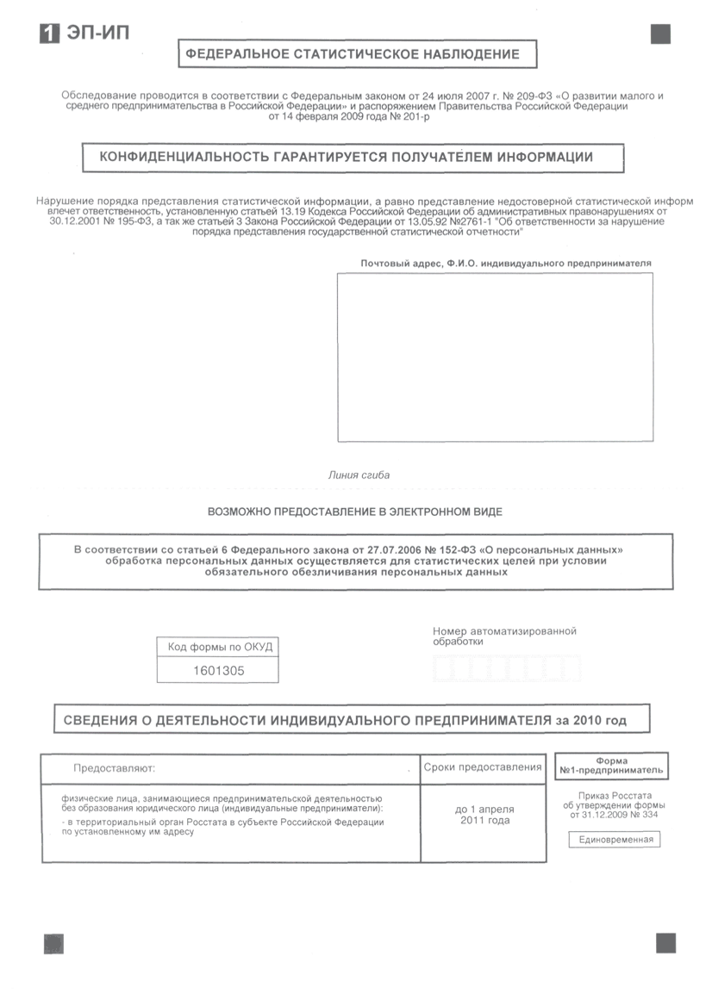 1 ЭП-ИП
ФЕДЕРАЛЬНОЕ СТАТИСТИЧЕСКОЕ НАБЛЮДЕНИЕ
Обследование проводится в соответствии с Федеральным законом от 24 июля 2007 г. № 209-ФЗ «О развитии малого и
среднего предпринимательства в Российской Федерации» и распоряжением Правительства Российской Федерации
от 14 февраля 2009 года № 201-р
КОНФИДЕНЦИАЛЬНОСТЬ ГАРАНТИРУЕТСЯ ПОЛУЧАТЕЛЕМ ИНФОРМАЦИИ
Нарушение порядка представления статистической информации, а равно представление недостоверной статистической информ
влечет ответственность, установленную статьей 13.19 Кодекса Российской Федерации об административных правонарушениях от
30.12.2001 № 195-ФЗ, а так же статьей 3 Закона Российской Федерации от 13.05.92 №2761-1 "Об ответственности за нарушение
порядка представления государственной статистической отчетности"
Почтовый адрес, Ф.И.О. индивидуального предпринимателя
Линия сгиба
ВОЗМОЖНО ПРЕДОСТАВЛЕНИЕ В ЭЛЕКТРОННОМ ВИДЕ
В соответствии со статьей 6 Федерального закона от 27.07.2006 № 152-ФЗ «О персональных данных»
обработка персональных данных осуществляется для статистических целей при условии
обязательного обезличивания персональных данных
Номер автоматизированной
обработки
Код формы по ОКУД
1601305
СВЕДЕНИЯ О ДЕЯТЕЛЬНОСТИ ИНДИВИДУАЛЬНОГО ПРЕДПРИНИМАТЕЛЯ за 2010 год
Предоставляют:
Сроки предоставления
физические лица, занимающиеся предпринимательской деятельностью
без образования юридического лица (индивидуальные предприниматели):
- в территориальный орган Росстата в субъекте Российской Федерации
по установленному им адресу
до 1 апреля
2011 года
Форма
№1-предприниматель
Приказ Росстата
об утверждении формы
от 31.12.2009 № 334
Единовременная